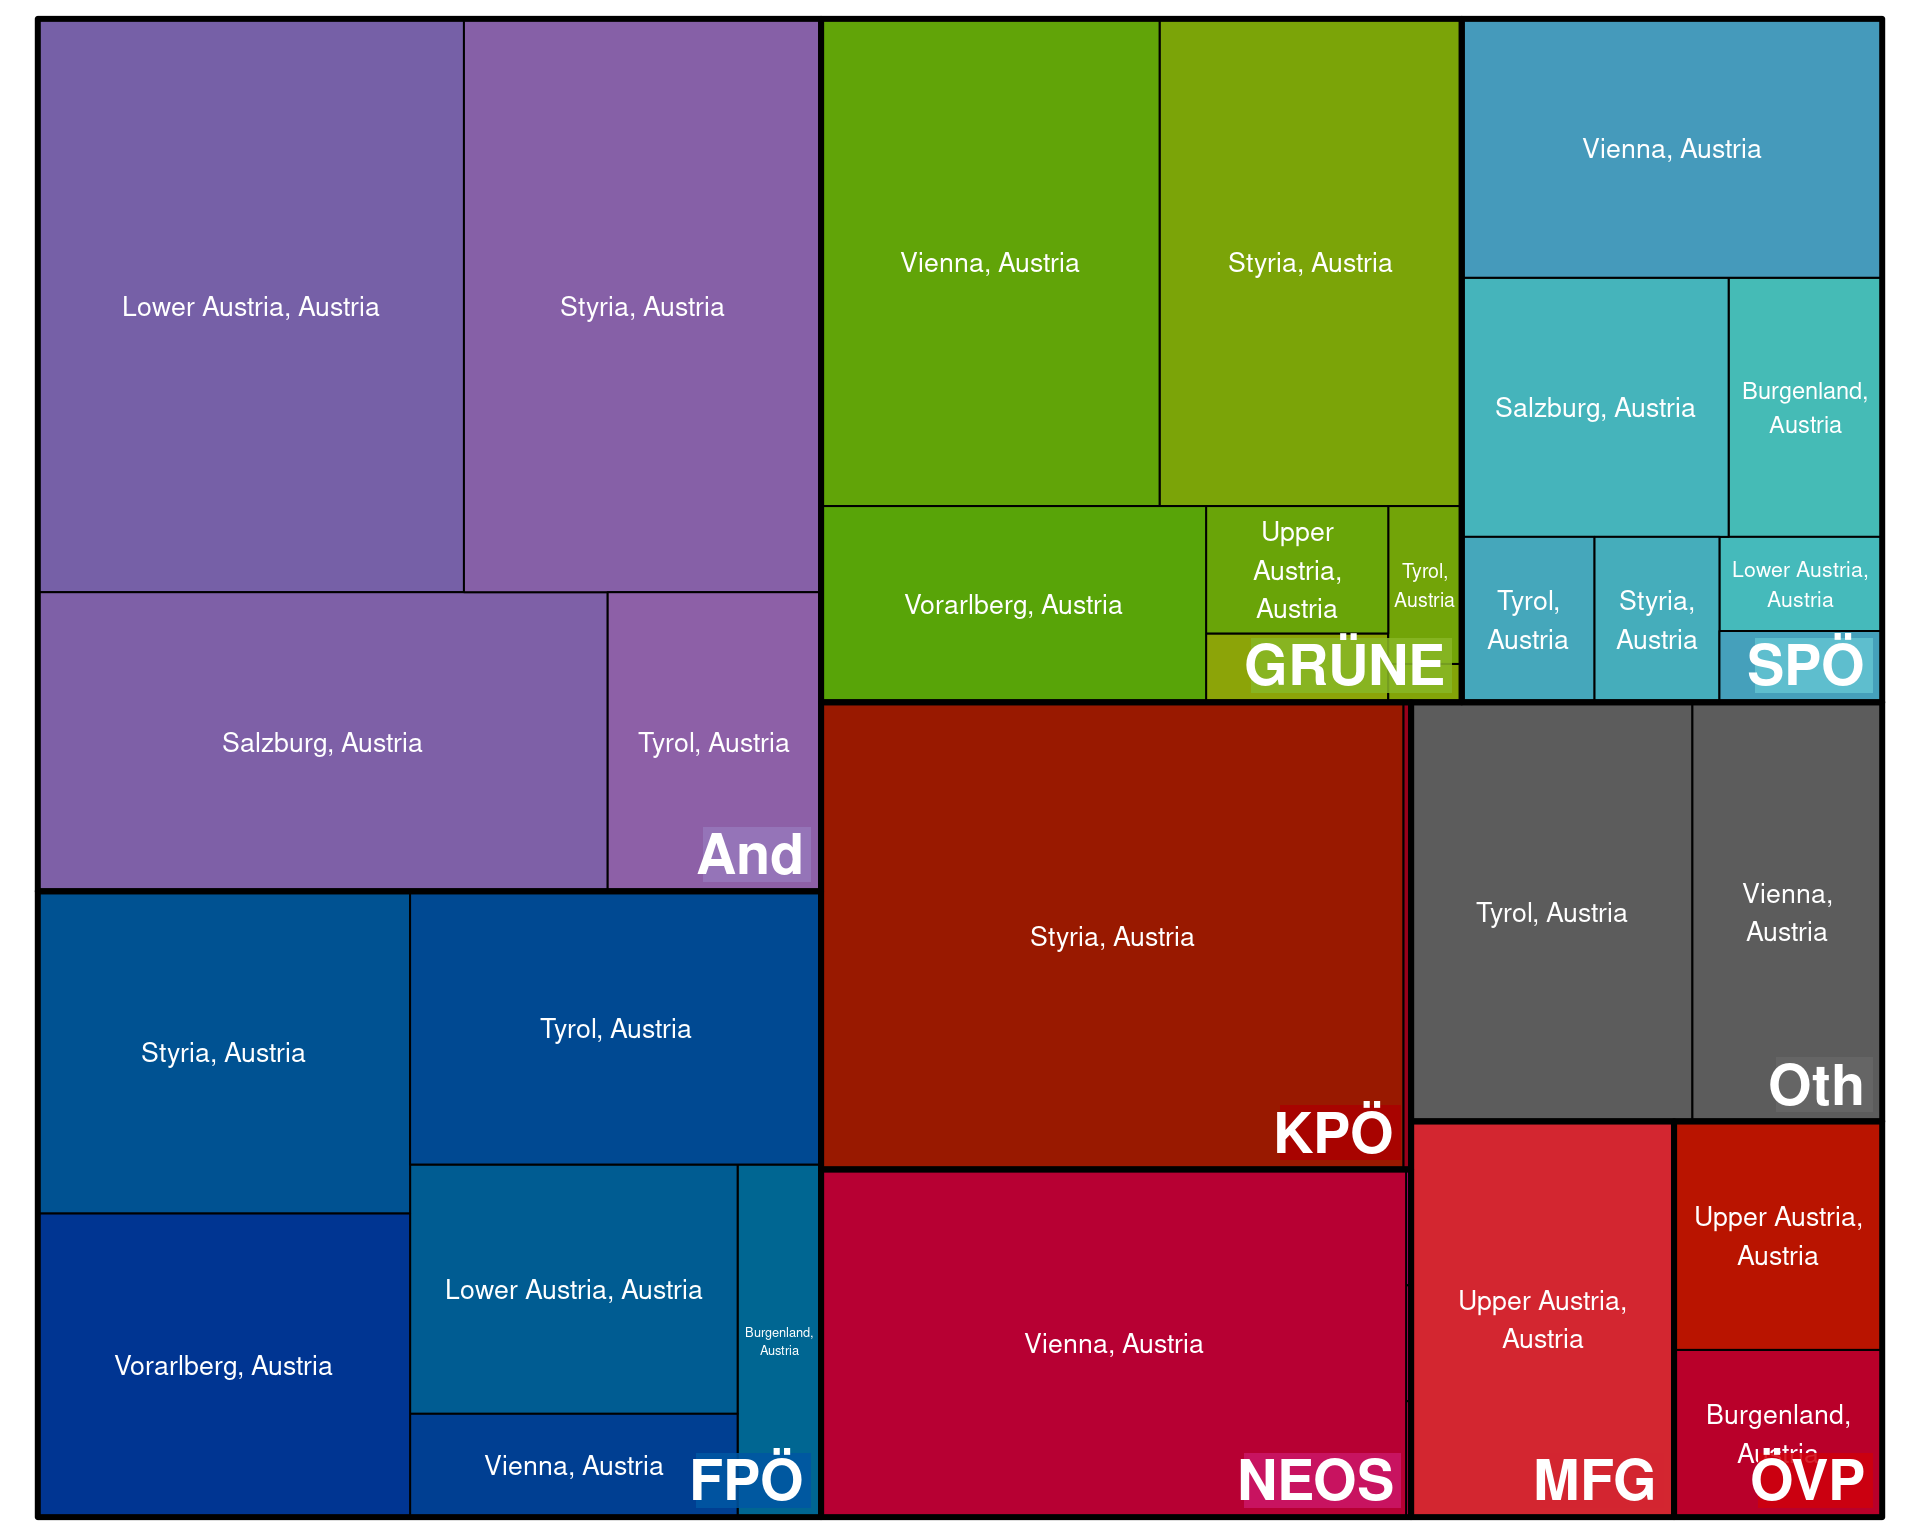 Lower Austria, Austria
Styria, Austria
Salzburg, Austria
Tyrol, Austria
And
Styria, Austria
Tyrol, Austria
Vorarlberg, Austria
Lower Austria, Austria
Burgenland,
Austria
Vienna, Austria
FPÖ
Vienna, Austria
Styria, Austria
Vorarlberg, Austria
Upper
Austria,
Austria
Tyrol,
Austria
GRÜNE
Vienna, Austria
Salzburg, Austria
Burgenland,
Austria
Tyrol,
Austria
Styria,
Austria
Lower Austria,
Austria
SPÖ
Styria, Austria
KPÖ
Tyrol, Austria
Vienna,
Austria
Oth
Vienna, Austria
NEOS
Upper Austria,
Austria
MFG
Upper Austria,
Austria
Burgenland,
Austria
ÖVP